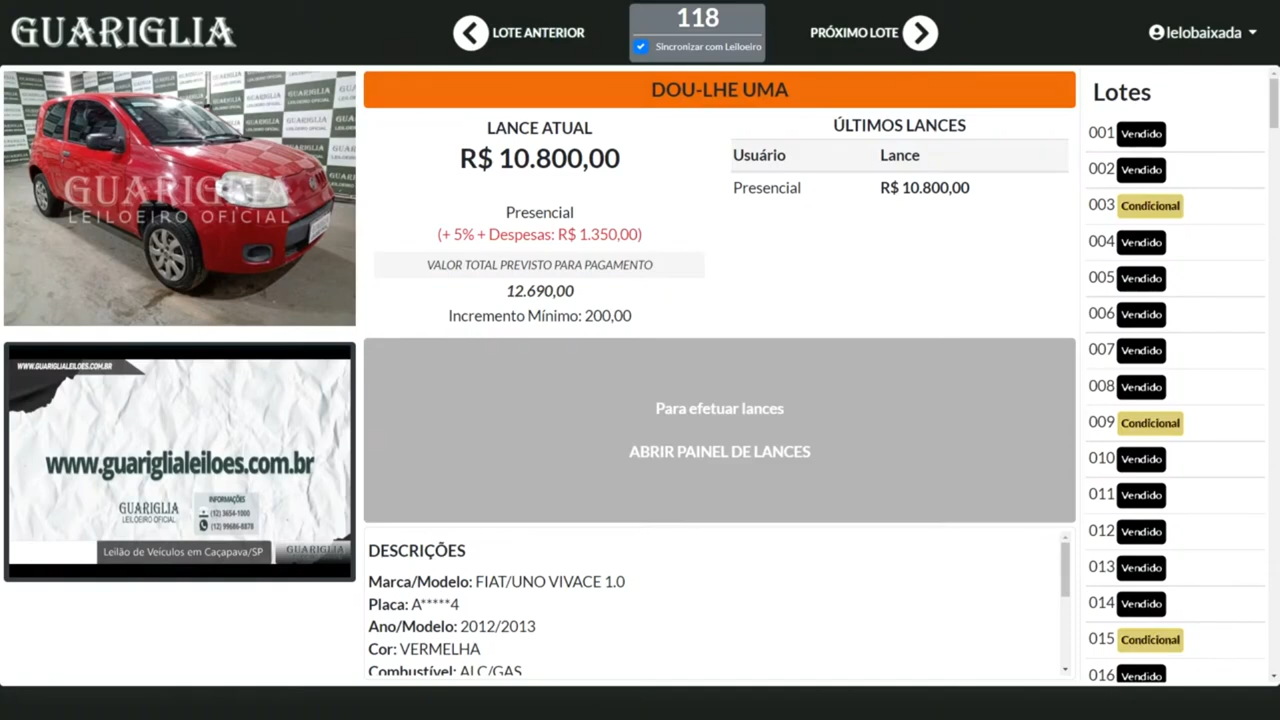 GUARIGLIA
LOTE ANTERIOR
118
Sincronizar com Leiloeiro
PRÓXIMO LOTE
lelobaixada
GUARIGLIA
LEILOEIRO OFICIAL
WWW.GUARIGLIALEILOES.COM.BR
www.guariglialeiloes.com.br
GUARIGLIA
LEILOEIRO OFICIAL
INFORMAÇÕES
(12) 3654-1000
(12) 99686-8878
Leilão de Veículos em Caçapava/SP
GUARIGLIA
DOU-LHE UMA
LANCE ATUAL
R$ 10.800,00
Presencial
(+ 5% + Despesas: R$ 1.350,00)
VALOR TOTAL PREVISTO PARA PAGAMENTO
12.690,00
Incremento Mínimo: 200,00
ÚLTIMOS LANCES
Usuário Lance
Presencial R$ 10.800,00
Para efetuar lances
ABRIR PAINEL DE LANCES
DESCRIÇÕES
Marca/Modelo: FIAT/UNO VIVACE 1.0
Placa: A*****4
Ano/Modelo: 2012/2013
Cor: VERMELHA
Combustível: ALC/GAS
Lotes
001 Vendido
002 Vendido
003 Condicional
004 Vendido
005 Vendido
006 Vendido
007 Vendido
008 Vendido
009 Condicional
010 Vendido
011 Vendido
012 Vendido
013 Vendido
014 Vendido
015 Condicional
016 Vendido